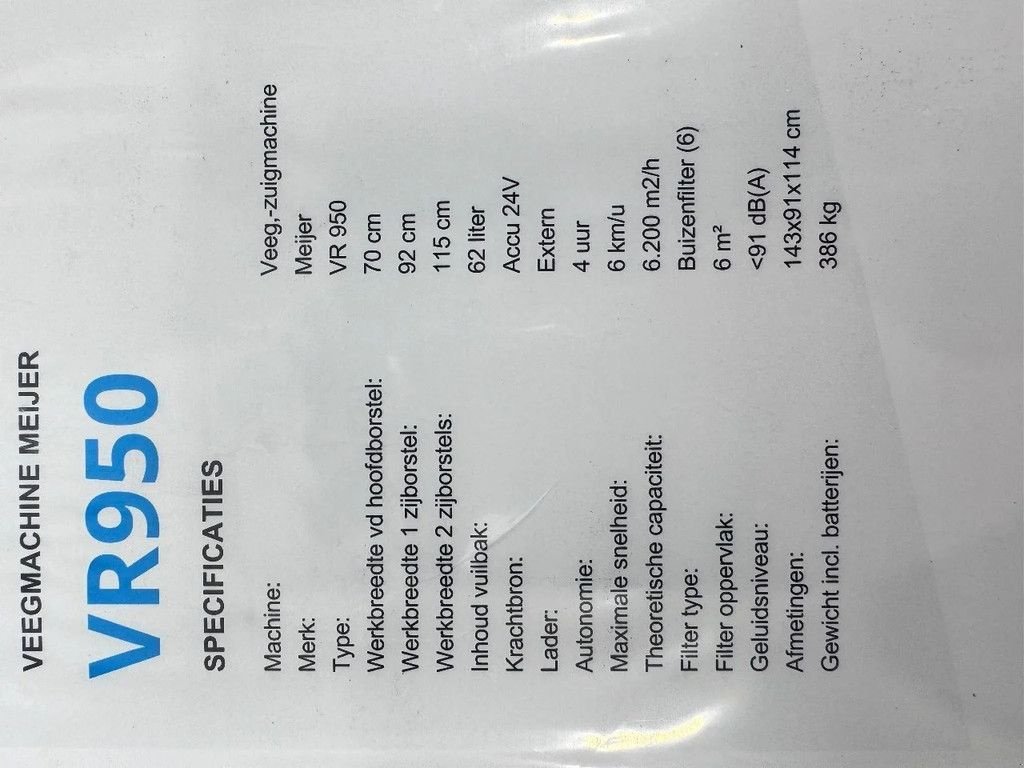 VEEGMACHINE MEIJER
VR950
SPECIFICATIES
Machine: Veeg,-zuigmachine
Merk: Meijer
Type: VR 950
Werkbreedte vd hoofdborstel: 70 cm
Werkbreedte 1 zijborstel: 92 cm
Werkbreedte 2 zijborstels: 115 cm
Inhoud vuilbak: 62 liter
Krachtbron: Accu 24V
Lader: Extern
Autonomie: 4 uur
Maximale snelheid: 6 km/u
Theoretische capaciteit: 6.200 m2/h
Filter type: Buizenfilter (6)
Filter oppervlak: 6 m²
Geluidsniveau: <91 dB(A)
Afmetingen: 143x91x114 cm
Gewicht incl. batterijen: 386 kg